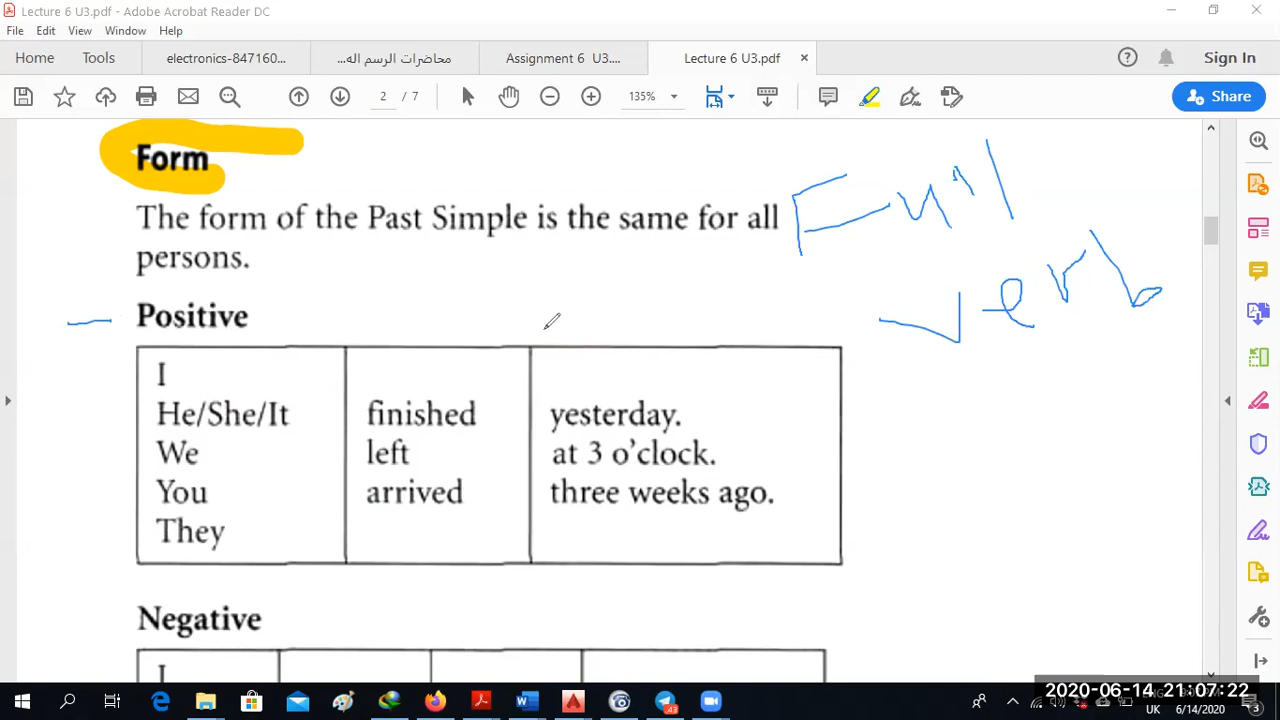 Lecture 6 U3.pdf - Adobe Acrobat Reader DC
File Edit View Window Help
Home Tools electronics-847160... محاضرات الرسم اله... Assignment 6 U3.... Lecture 6 U3.pdf × Sign In
2 / 7 135% Share
Form
The form of the Past Simple is the same for all
persons.
Full
verb
Positive
I
He/She/It finished yesterday.
We left at 3 o'clock.
You arrived three weeks ago.
They
Negative
I
2020-06-14 21:07:22
UK 6/14/2020